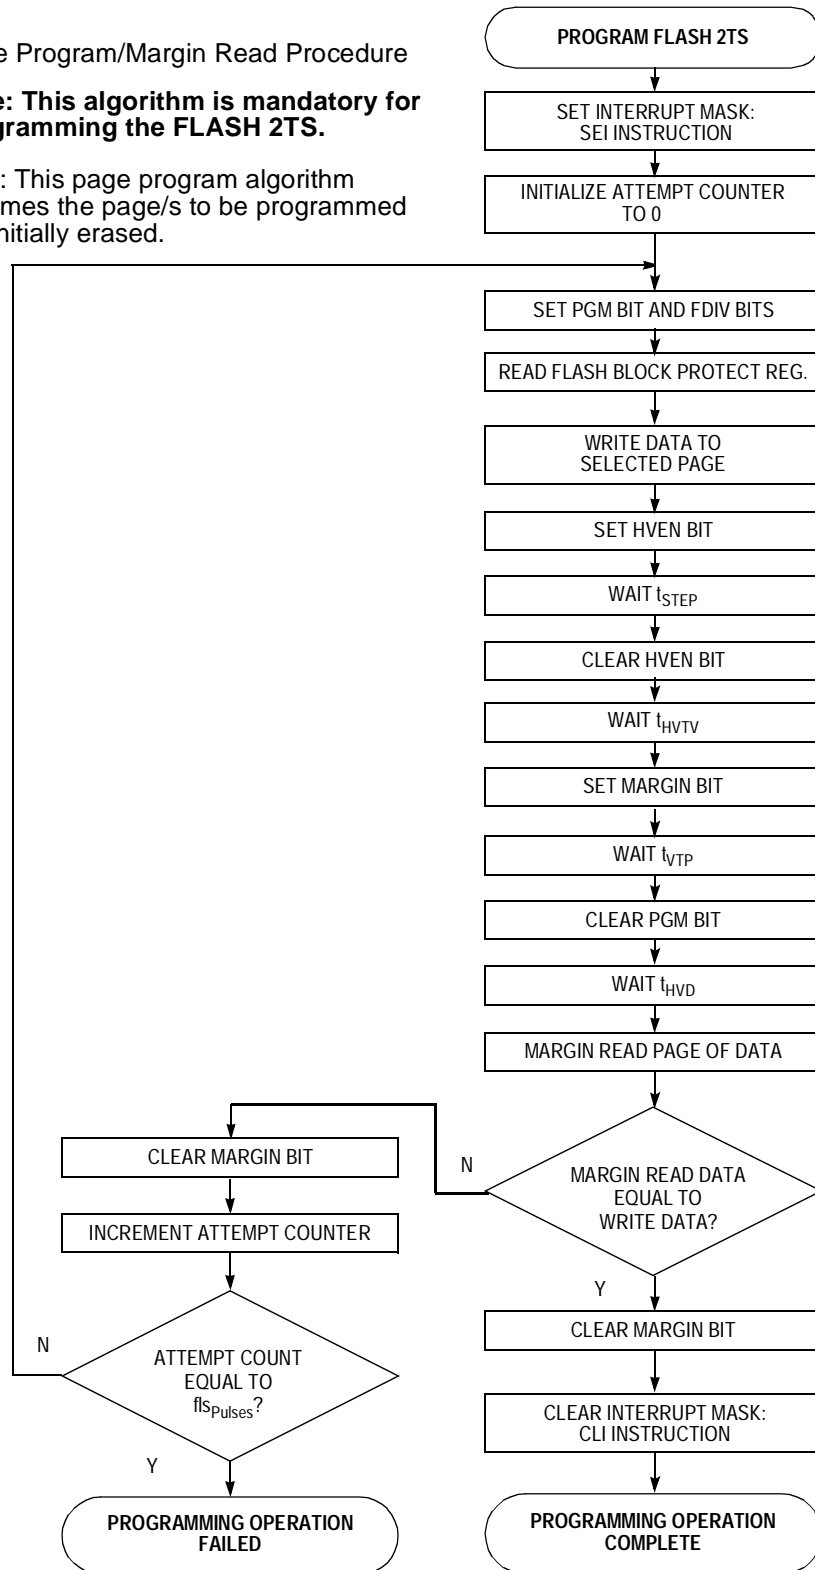 PROGRAM FLASH 2TS
e Program/Margin Read Procedure
e: This algorithm is mandatory for
gramming the FLASH 2TS.
: This page program algorithm
mes the page/s to be programmed
nitially erased.
SET INTERRUPT MASK:
SEI INSTRUCTION
INITIALIZE ATTEMPT COUNTER
TO 0
SET PGM BIT AND FDIV BITS
READ FLASH BLOCK PROTECT REG.
WRITE DATA TO
SELECTED PAGE
SET HVEN BIT
WAIT tSTEP
CLEAR HVEN BIT
WAIT tHVTV
SET MARGIN BIT
WAIT tVTP
CLEAR PGM BIT
WAIT tHVD
MARGIN READ PAGE OF DATA
MARGIN READ DATA
EQUAL TO
WRITE DATA?
N
CLEAR MARGIN BIT
INCREMENT ATTEMPT COUNTER
ATTEMPT COUNT
EQUAL TO
flsPulses?
N
Y
PROGRAMMING OPERATION
FAILED
Y
CLEAR MARGIN BIT
CLEAR INTERRUPT MASK:
CLI INSTRUCTION
PROGRAMMING OPERATION
COMPLETE